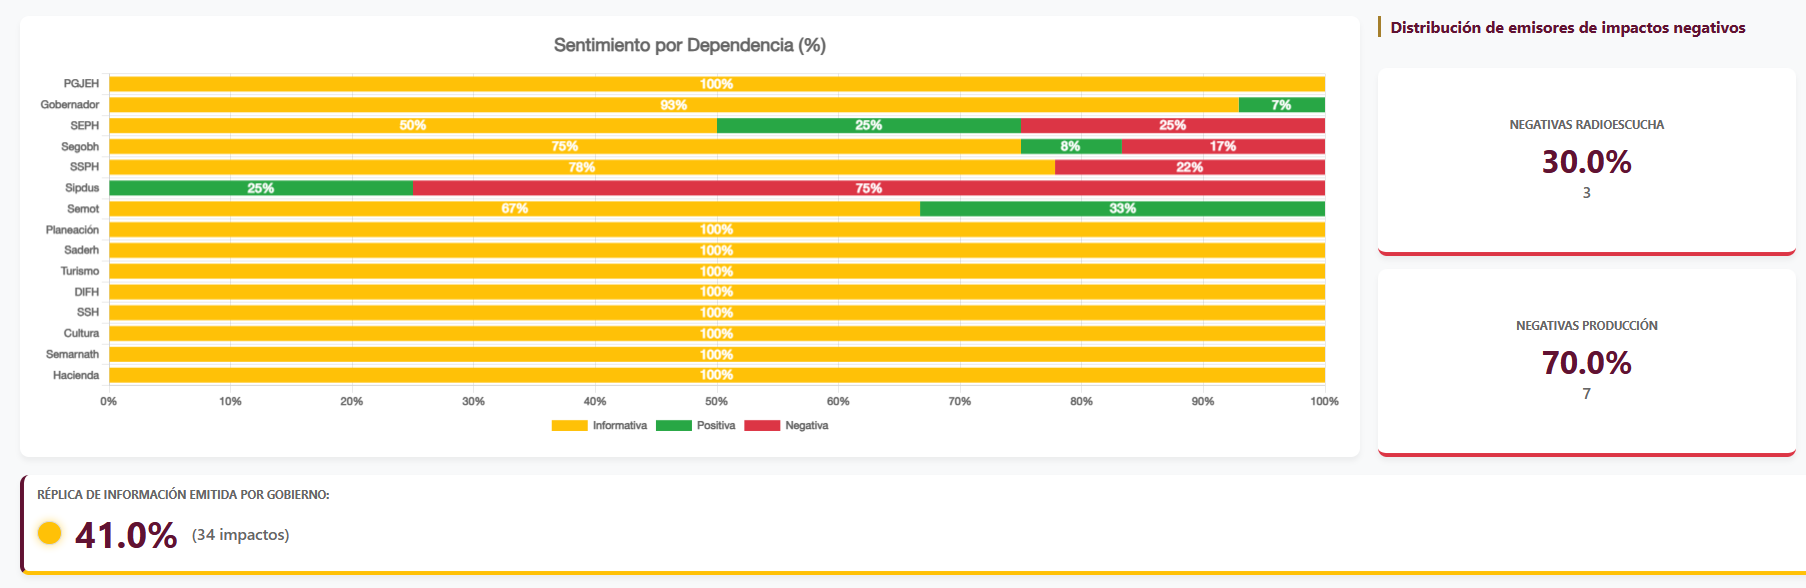 Sentimiento por Dependencia (%)
PGJEH 100%
Gobernador 93% 7%
SEPH 50% 25% 25%
Segobh 75% 8% 17%
SSPH 78% 22%
Sipdus 25% 75%
Semot 67% 33%
Planeación 100%
Saderh 100%
Turismo 100%
DIFH 100%
SSH 100%
Cultura 100%
Semarnath 100%
Hacienda 100%
0% 10% 20% 30% 40% 50% 60% 70% 80% 90% 100%
Informativa Positiva Negativa
Distribución de emisores de impactos negativos
NEGATIVAS RADIOESCUCHA
30.0%
3
NEGATIVAS PRODUCCIÓN
70.0%
7
RÉPLICA DE INFORMACIÓN EMITIDA POR GOBIERNO:
41.0% (34 impactos)